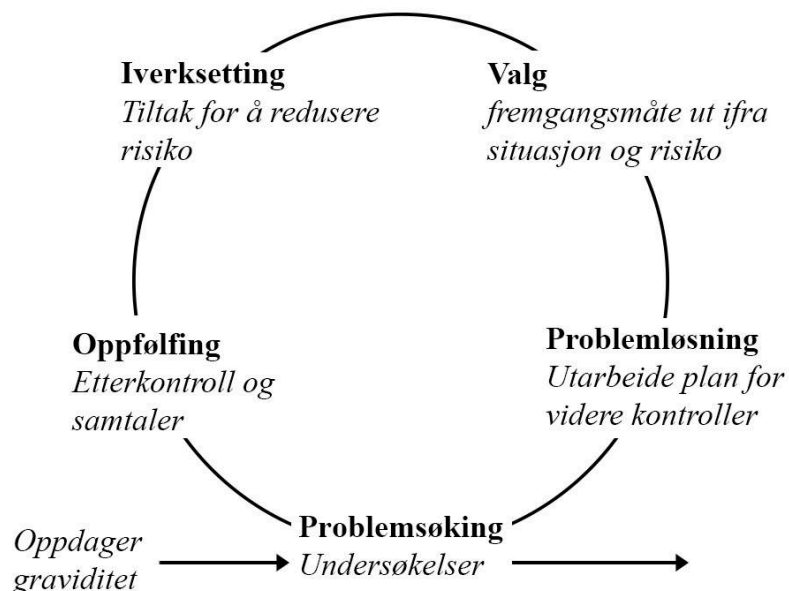 Iverksetting
Tiltak for å redusere
risiko
Valg
fremgangsmåte ut ifra
situasjon og risiko
Oppfølfing
Etterkontroll og
samtaler
Problemløsning
Utarbeide plan for
videre kontroller
Oppdager
graviditet
Problemsøking
Undersøkelser